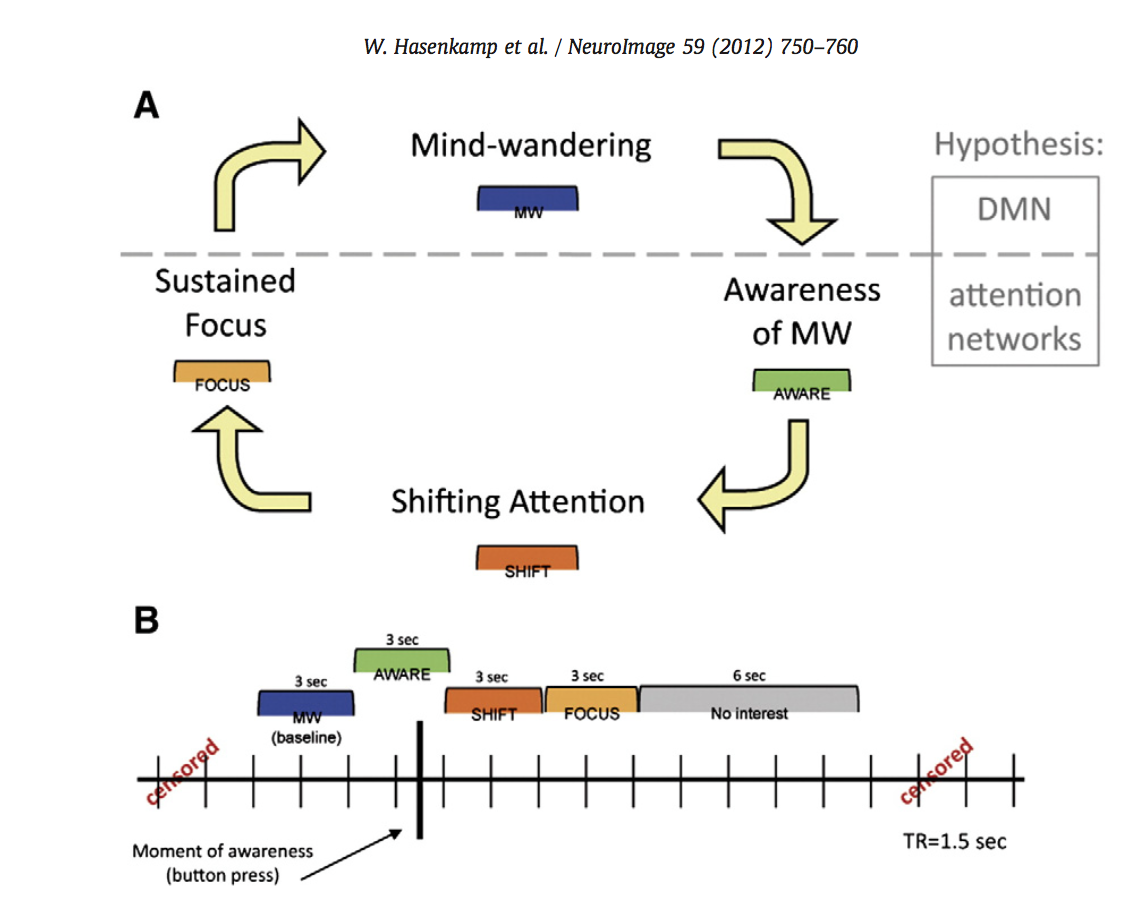 W. Hasenkamp et al. / NeuroImage 59 (2012) 750–760
A
Mind-wandering
MW
Hypothesis:
DMN
attention
networks
Sustained
Focus
FOCUS
Awareness
of MW
AWARE
Shifting Attention
SHIFT
B
3 sec
AWARE
3 sec
MW
(baseline)
3 sec
SHIFT
3 sec
FOCUS
6 sec
No interest
censored
censored
Moment of awareness
(button press)
TR=1.5 sec